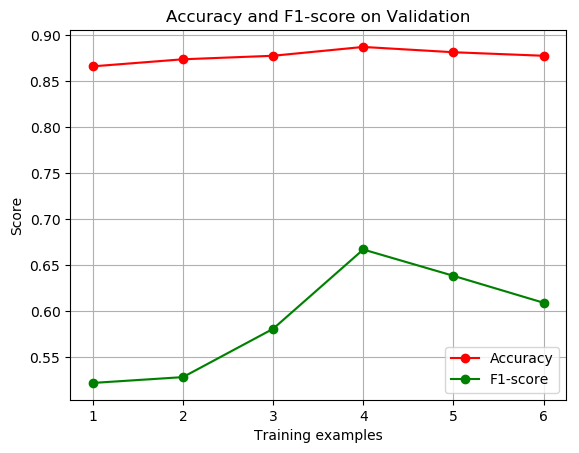 Accuracy and F1-score on Validation
Score
0.90
0.85
0.80
0.75
0.70
0.65
0.60
0.55
Accuracy
F1-score
1 2 3 4 5 6
Training examples